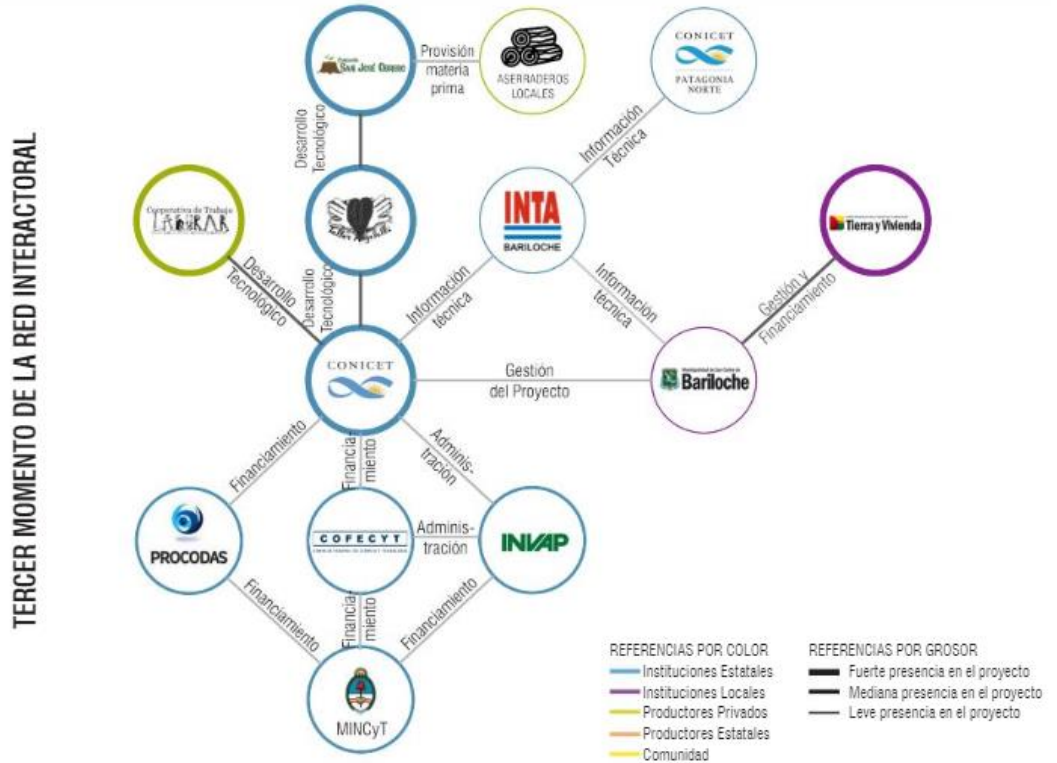 TERCER MOMENTO DE LA RED INTERACTORAL
San José Obrero
Provisión
materia
prima
ASERRADEROS
LOCALES
CONICET
PATAGONIA
NORTE
Desarrollo
Tecnológico
Información
Técnica
Cooperativa de Trabajo
LABURAR
Taller
INTA
BARILOCHE
Tierra y Vivienda
Desarrollo
Tecnológico
Desarrollo
Tecnológico
Información
técnica
Información
técnica
Gestión y
Financiamiento
CONICET
Gestión
del Proyecto
Bariloche
Financiamiento
Financia-
miento
Adminis-
tración
PROCODAS
COFECYT
Adminis-
tración
INVAP
Financiamiento
Financia-
miento
Financiamiento
MINCyT
REFERENCIAS POR COLOR
Instituciones Estatales
Instituciones Locales
Productores Privados
Productores Estatales
Comunidad
REFERENCIAS POR GROSOR
Fuerte presencia en el proyecto
Mediana presencia en el proyecto
Leve presencia en el proyecto